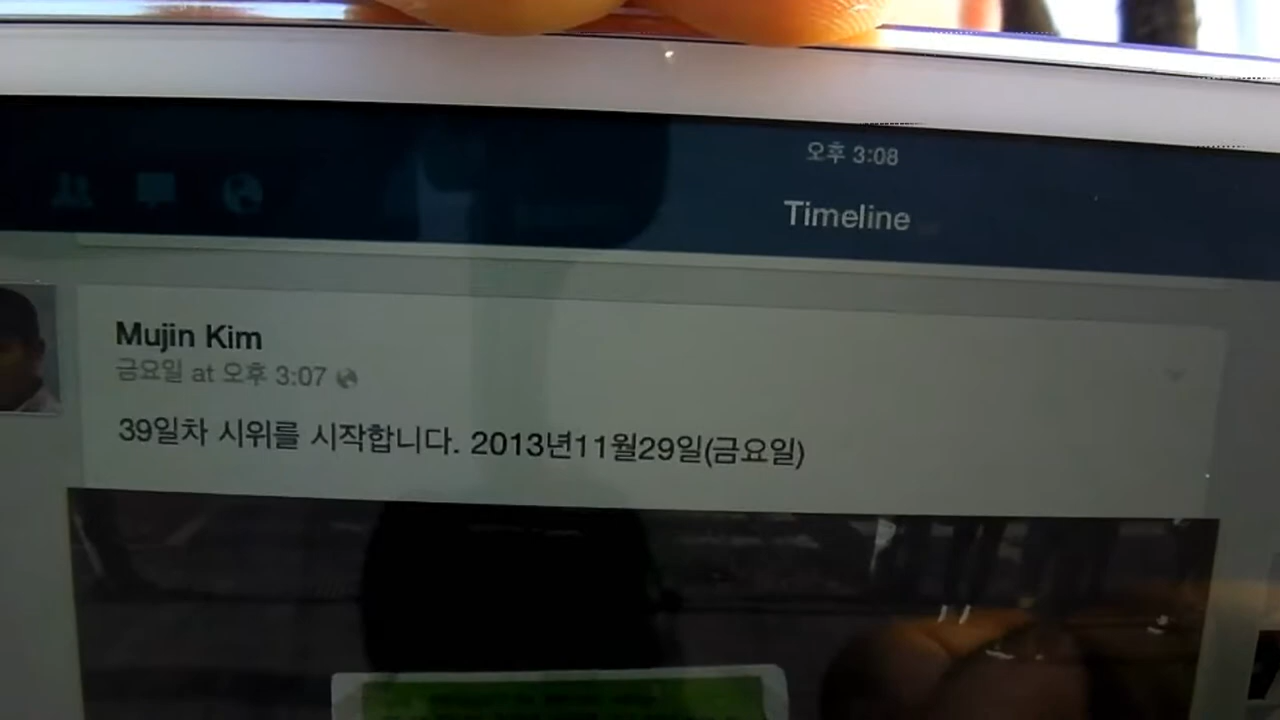 오후 3:08
Timeline
Mujin Kim
금요일 at 오후 3:07
39일차 시위를 시작합니다. 2013년11월29일(금요일)